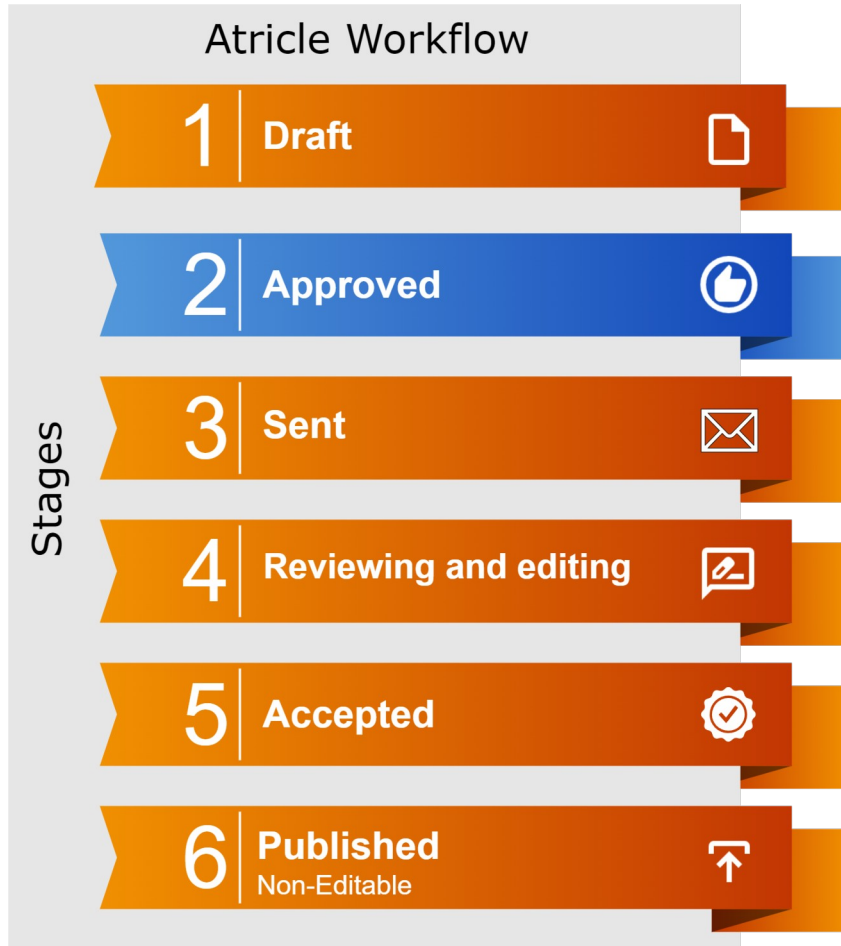 Atricle Workflow
Stages
1 Draft
2 Approved
3 Sent
4 Reviewing and editing
5 Accepted
6 Published
Non-Editable